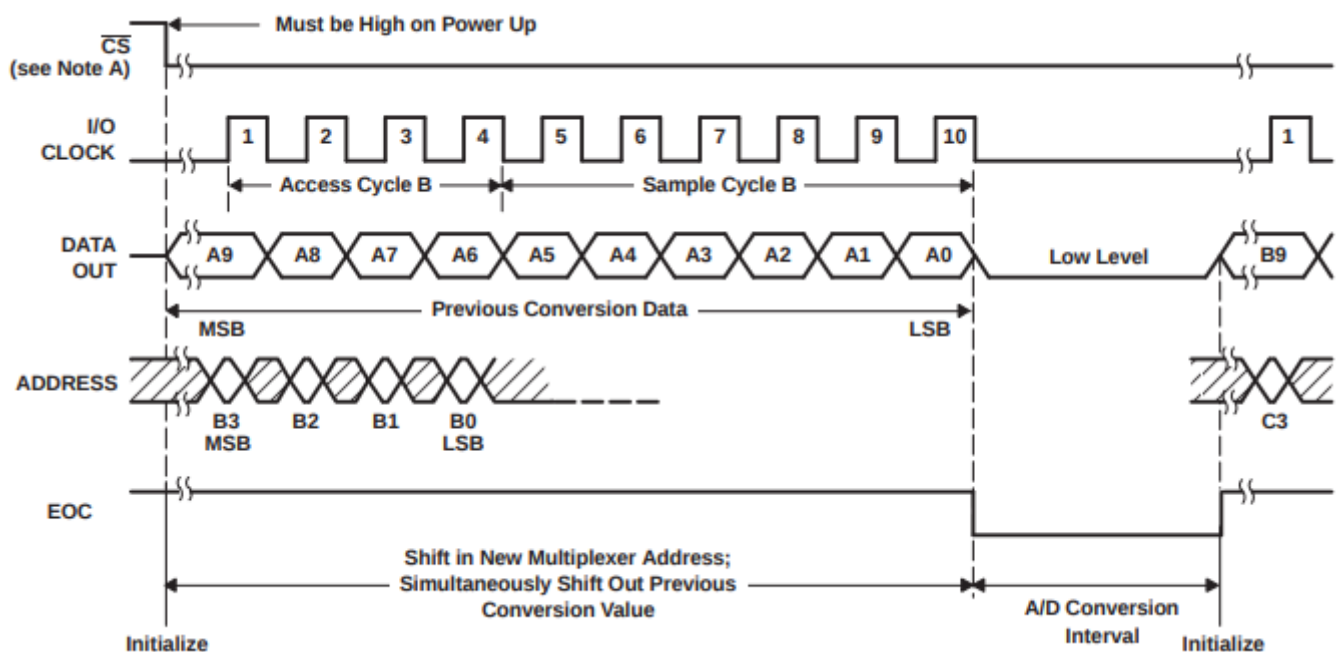 Must be High on Power Up
CS
(see Note A)
I/O
CLOCK
1 2 3 4 5 6 7 8 9 10 1
Access Cycle B Sample Cycle B
DATA
OUT
A9 A8 A7 A6 A5 A4 A3 A2 A1 A0 Low Level B9
Previous Conversion Data
MSB LSB
ADDRESS
B3 B2 B1 B0 C3
MSB LSB
EOC
Shift in New Multiplexer Address;
Simultaneously Shift Out Previous
Conversion Value
A/D Conversion
Interval
Initialize Initialize